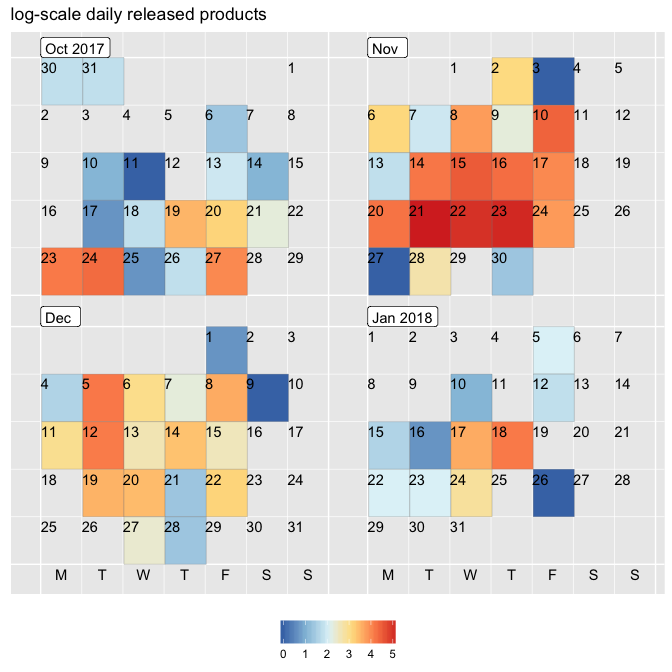 log-scale daily released products
Oct 2017 Nov
30 31 1 1 2 3 4 5
2 3 4 5 6 7 8 6 7 8 9 10 11 12
9 10 11 12 13 14 15 13 14 15 16 17 18 19
16 17 18 19 20 21 22 20 21 22 23 24 25 26
23 24 25 26 27 28 29 27 28 29 30
Dec Jan 2018
1 2 3 1 2 3 4 5 6 7
4 5 6 7 8 9 10 8 9 10 11 12 13 14
11 12 13 14 15 16 17 15 16 17 18 19 20 21
18 19 20 21 22 23 24 22 23 24 25 26 27 28
25 26 27 28 29 30 31 29 30 31
M T W T F S S M T W T F S S
0 1 2 3 4 5